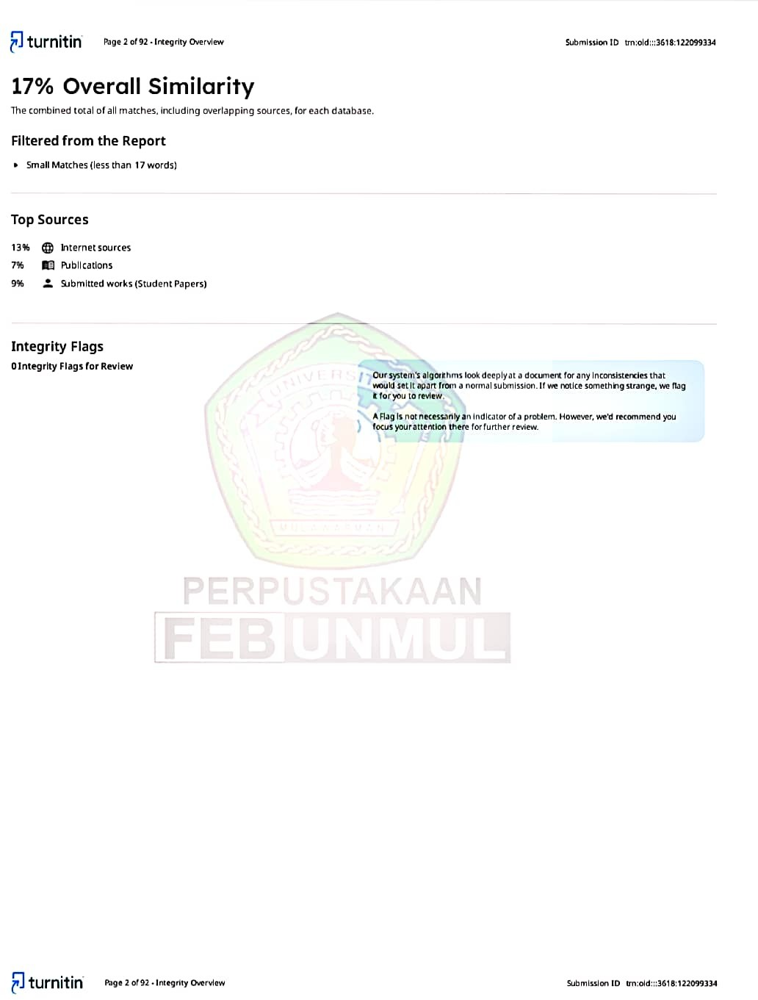 turnitin Page 2 of 92 - Integrity Overview Submission ID trn:oid:::3618:122099334
17% Overall Similarity
The combined total of all matches, including overlapping sources, for each database.
Filtered from the Report
Small Matches (less than 17 words)
Top Sources
13% Internet sources
7% Publications
9% Submitted works (Student Papers)
Integrity Flags
0 Integrity Flags for Review
Our system's algorithms look deeply at a document for any inconsistencies that
would set it apart from a normal submission. If we notice something strange, we flag
it for you to review.
A Flag is not necessarily an indicator of a problem. However, we'd recommend you
focus your attention there for further review.
MULAWARMAN
PERPUSTAKAAN
FEB UNMUL
turnitin Page 2 of 92 - Integrity Overview Submission ID trn:oid:::3618:122099334